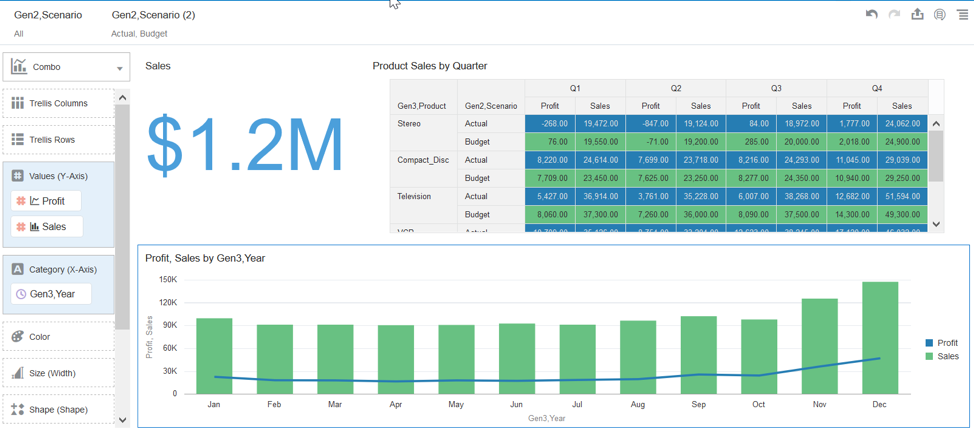 Gen2,Scenario Gen2,Scenario (2)
All Actual, Budget
Combo
Trellis Columns
Trellis Rows
Values (Y-Axis)
Profit
Sales
Category (X-Axis)
Gen3,Year
Color
Size (Width)
Shape (Shape)
Sales
$1.2M
Product Sales by Quarter
Q1 Q2 Q3 Q4
Gen3,Product Gen2,Scenario Profit Sales Profit Sales Profit Sales Profit Sales
Stereo Actual -268.00 19,472.00 -847.00 19,124.00 84.00 18,972.00 1,777.00 24,062.00
Budget 76.00 19,550.00 -71.00 19,200.00 285.00 20,000.00 2,018.00 24,900.00
Compact_Disc Actual 8,220.00 24,614.00 7,699.00 23,718.00 8,216.00 24,293.00 11,045.00 29,039.00
Budget 7,709.00 23,450.00 7,625.00 23,250.00 8,277.00 24,350.00 10,940.00 29,250.00
Television Actual 5,427.00 36,914.00 3,761.00 35,228.00 6,007.00 38,268.00 12,682.00 51,594.00
Budget 8,060.00 37,300.00 7,260.00 36,000.00 8,090.00 37,500.00 14,300.00 49,300.00
VCR Actual
Profit, Sales by Gen3,Year
Profit, Sales
150K
120K
90K
60K
30K
0
Jan Feb Mar Apr May Jun Jul Aug Sep Oct Nov Dec
Gen3,Year
Profit
Sales